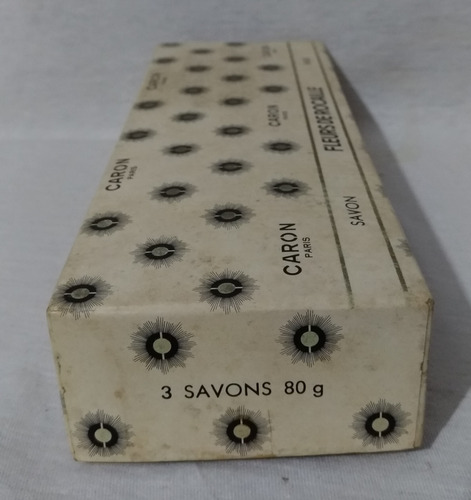 CARON
PARIS
CARON
PARIS
CARON
PARIS
FLEURS DE ROCAILLE
SAVON
3 SAVONS 80 g